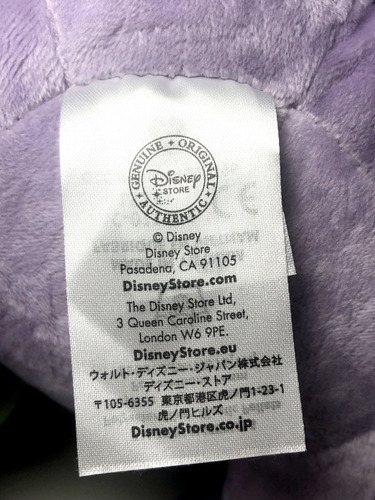 GENUINE ORIGINAL AUTHENTIC
Disney
STORE
© Disney
Disney Store
Pasadena, CA 91105
DisneyStore.com
The Disney Store Ltd,
3 Queen Caroline Street,
London W6 9PE.
DisneyStore.eu
ウォルト・ディズニー・ジャパン株式会社
ディズニー・ストア
〒105-6355 東京都港区虎ノ門1-23-1
虎ノ門ヒルズ
DisneyStore.co.jp